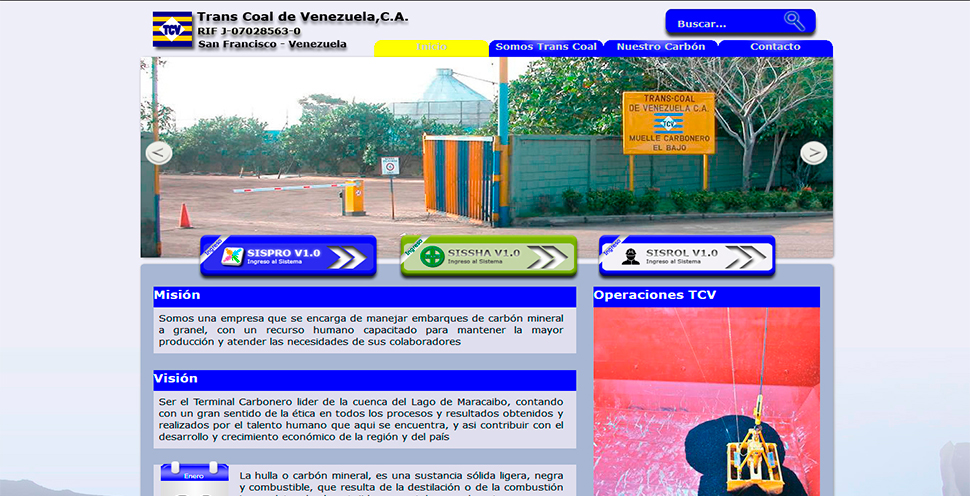 TCV
Trans Coal de Venezuela,C.A.
RIF J-07028563-0
San Francisco - Venezuela
Buscar...
Inicio
Somos Trans Coal
Nuestro Carbón
Contacto
<
>
TRANS-COAL
DE VENEZUELA C.A.
TCV
MUELLE CARBONERO
EL BAJO
Ingreso
SISPRO V1.0
Ingreso al Sistema
Ingreso
SISSHA V1.0
Ingreso al Sistema
Ingreso
SISROL V1.0
Ingreso al Sistema
Misión
Somos una empresa que se encarga de manejar embarques de carbón mineral
a granel, con un recurso humano capacitado para mantener la mayor
producción y atender las necesidades de sus colaboradores
Visión
Ser el Terminal Carbonero lider de la cuenca del Lago de Maracaibo, contando
con un gran sentido de la ética en todos los procesos y resultados obtenidos y
realizados por el talento humano que aqui se encuentra, y asi contribuir con el
desarrollo y crecimiento económico de la región y del país
Enero
La hulla o carbón mineral, es una sustancia sólida ligera, negra
y combustible, que resulta de la destilación o de la combustión
Operaciones TCV